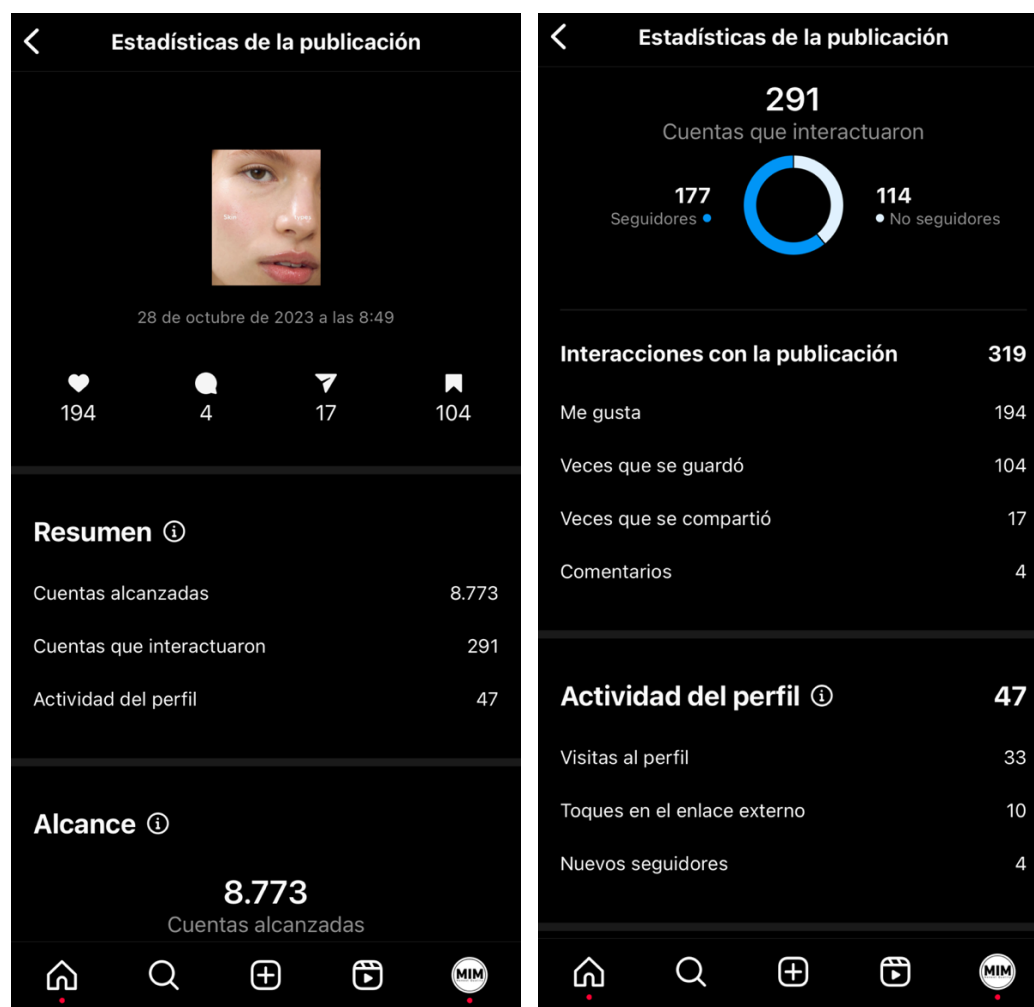 Estadísticas de la publicación
Skin Types
28 de octubre de 2023 a las 8:49
194 4 17 104
Resumen
Cuentas alcanzadas 8.773
Cuentas que interactuaron 291
Actividad del perfil 47
Alcance
8.773
Cuentas alcanzadas
MIM
Estadísticas de la publicación
291
Cuentas que interactuaron
177 114
Seguidores No seguidores
Interacciones con la publicación 319
Me gusta 194
Veces que se guardó 104
Veces que se compartió 17
Comentarios 4
Actividad del perfil 47
Visitas al perfil 33
Toques en el enlace externo 10
Nuevos seguidores 4
MIM